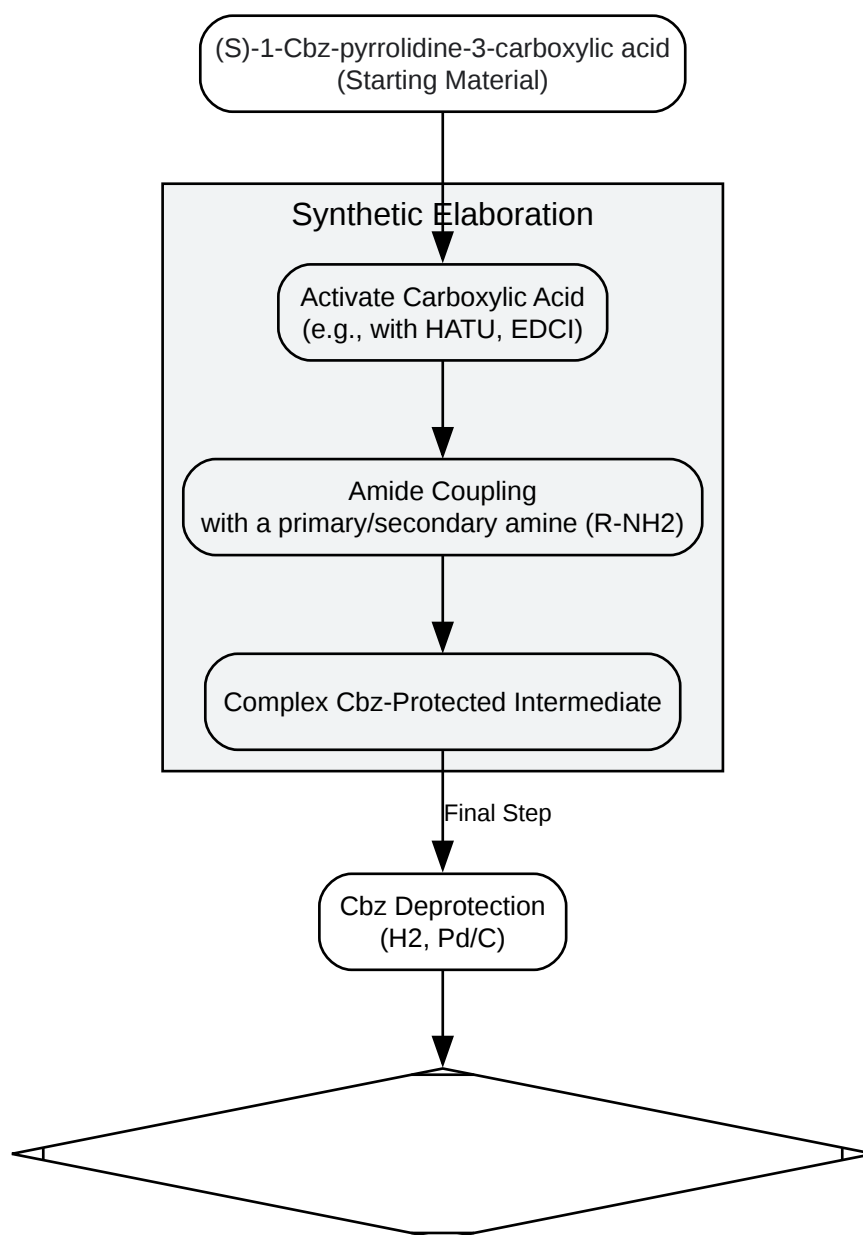 (S)-1-Cbz-pyrrolidine-3-carboxylic acid
(Starting Material)
Synthetic Elaboration
Activate Carboxylic Acid
(e.g., with HATU, EDCI)
Amide Coupling
with a primary/secondary amine (R-NH2)
Complex Cbz-Protected Intermediate
Final Step
Cbz Deprotection
(H2, Pd/C)